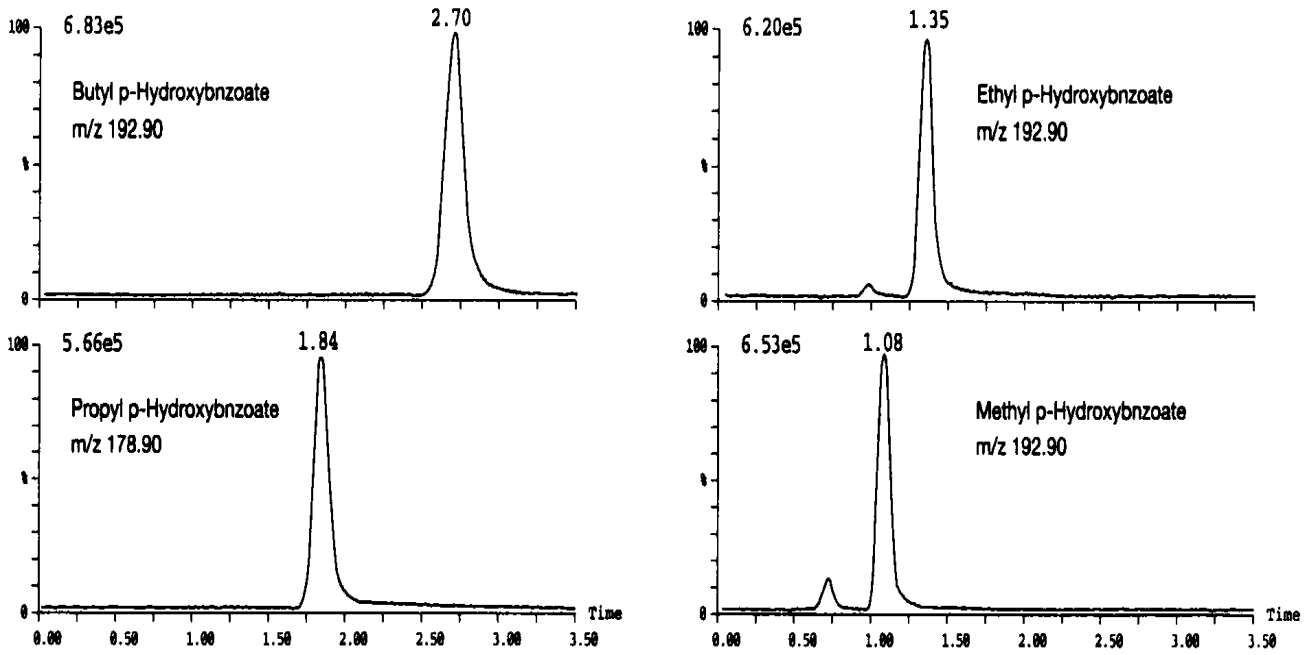 100 6.83e5 2.70
Butyl p-Hydroxybnzoate
m/z 192.90
%
0
100 6.20e5 1.35
Ethyl p-Hydroxybnzoate
m/z 192.90
%
0
100 5.66e5 1.84
Propyl p-Hydroxybnzoate
m/z 178.90
%
0 Time
0.00 0.50 1.00 1.50 2.00 2.50 3.00 3.50
100 6.53e5 1.08
Methyl p-Hydroxybnzoate
m/z 192.90
%
0 Time
0.00 0.50 1.00 1.50 2.00 2.50 3.00 3.50